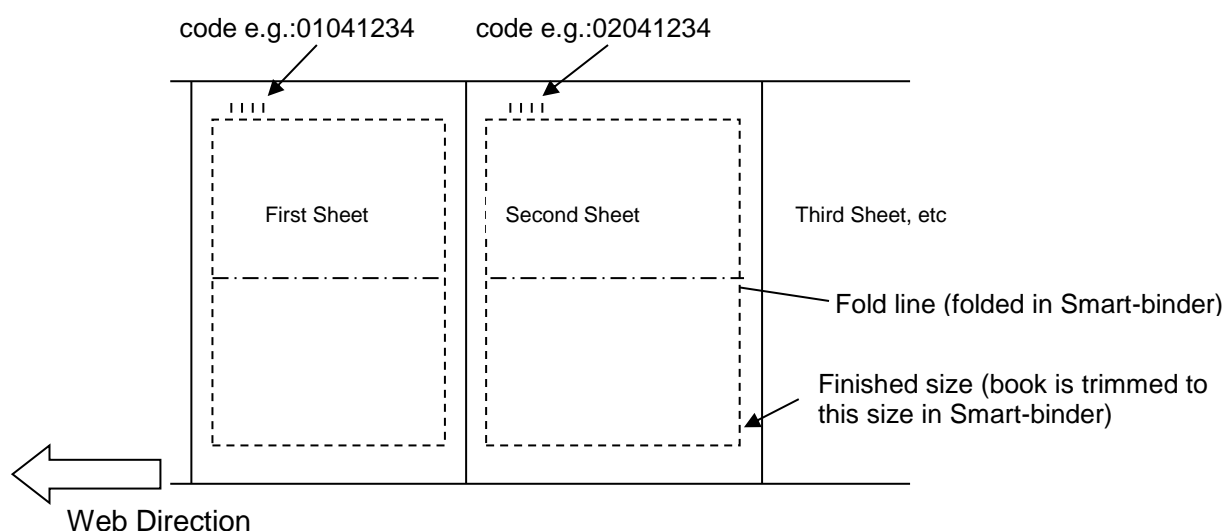 code e.g.:01041234
code e.g.:02041234
First Sheet
Second Sheet
Third Sheet, etc
Fold line (folded in Smart-binder)
Finished size (book is trimmed to
this size in Smart-binder)
Web Direction